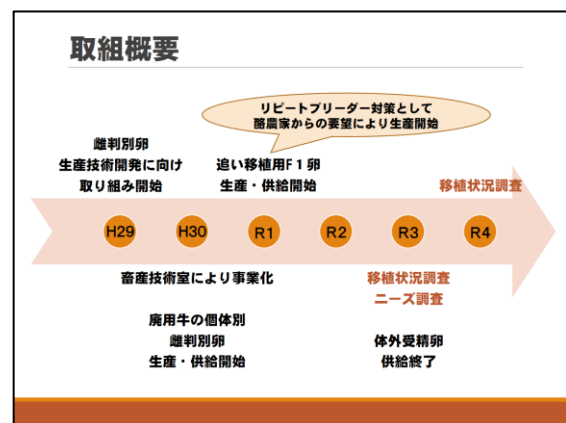 取組概要
リピートブリーダー対策として
酪農家からの要望により生産開始
雌判別卵
生産技術開発に向け
取り組み開始
追い移植用F1卵
生産・供給開始
移植状況調査
H29
H30
R1
R2
R3
R4
畜産技術室により事業化
移植状況調査
ニーズ調査
廃用牛の個体別
雌判別卵
生産・供給開始
体外受精卵
供給終了